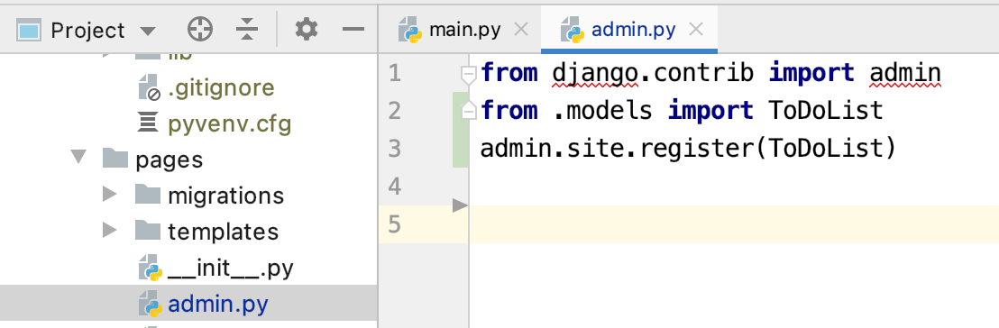 Project
main.py
admin.py
lib
.gitignore
pyvenv.cfg
pages
migrations
templates
__init__.py
admin.py
1 from django.contrib import admin
2 from .models import ToDoList
3 admin.site.register(ToDoList)
4
5